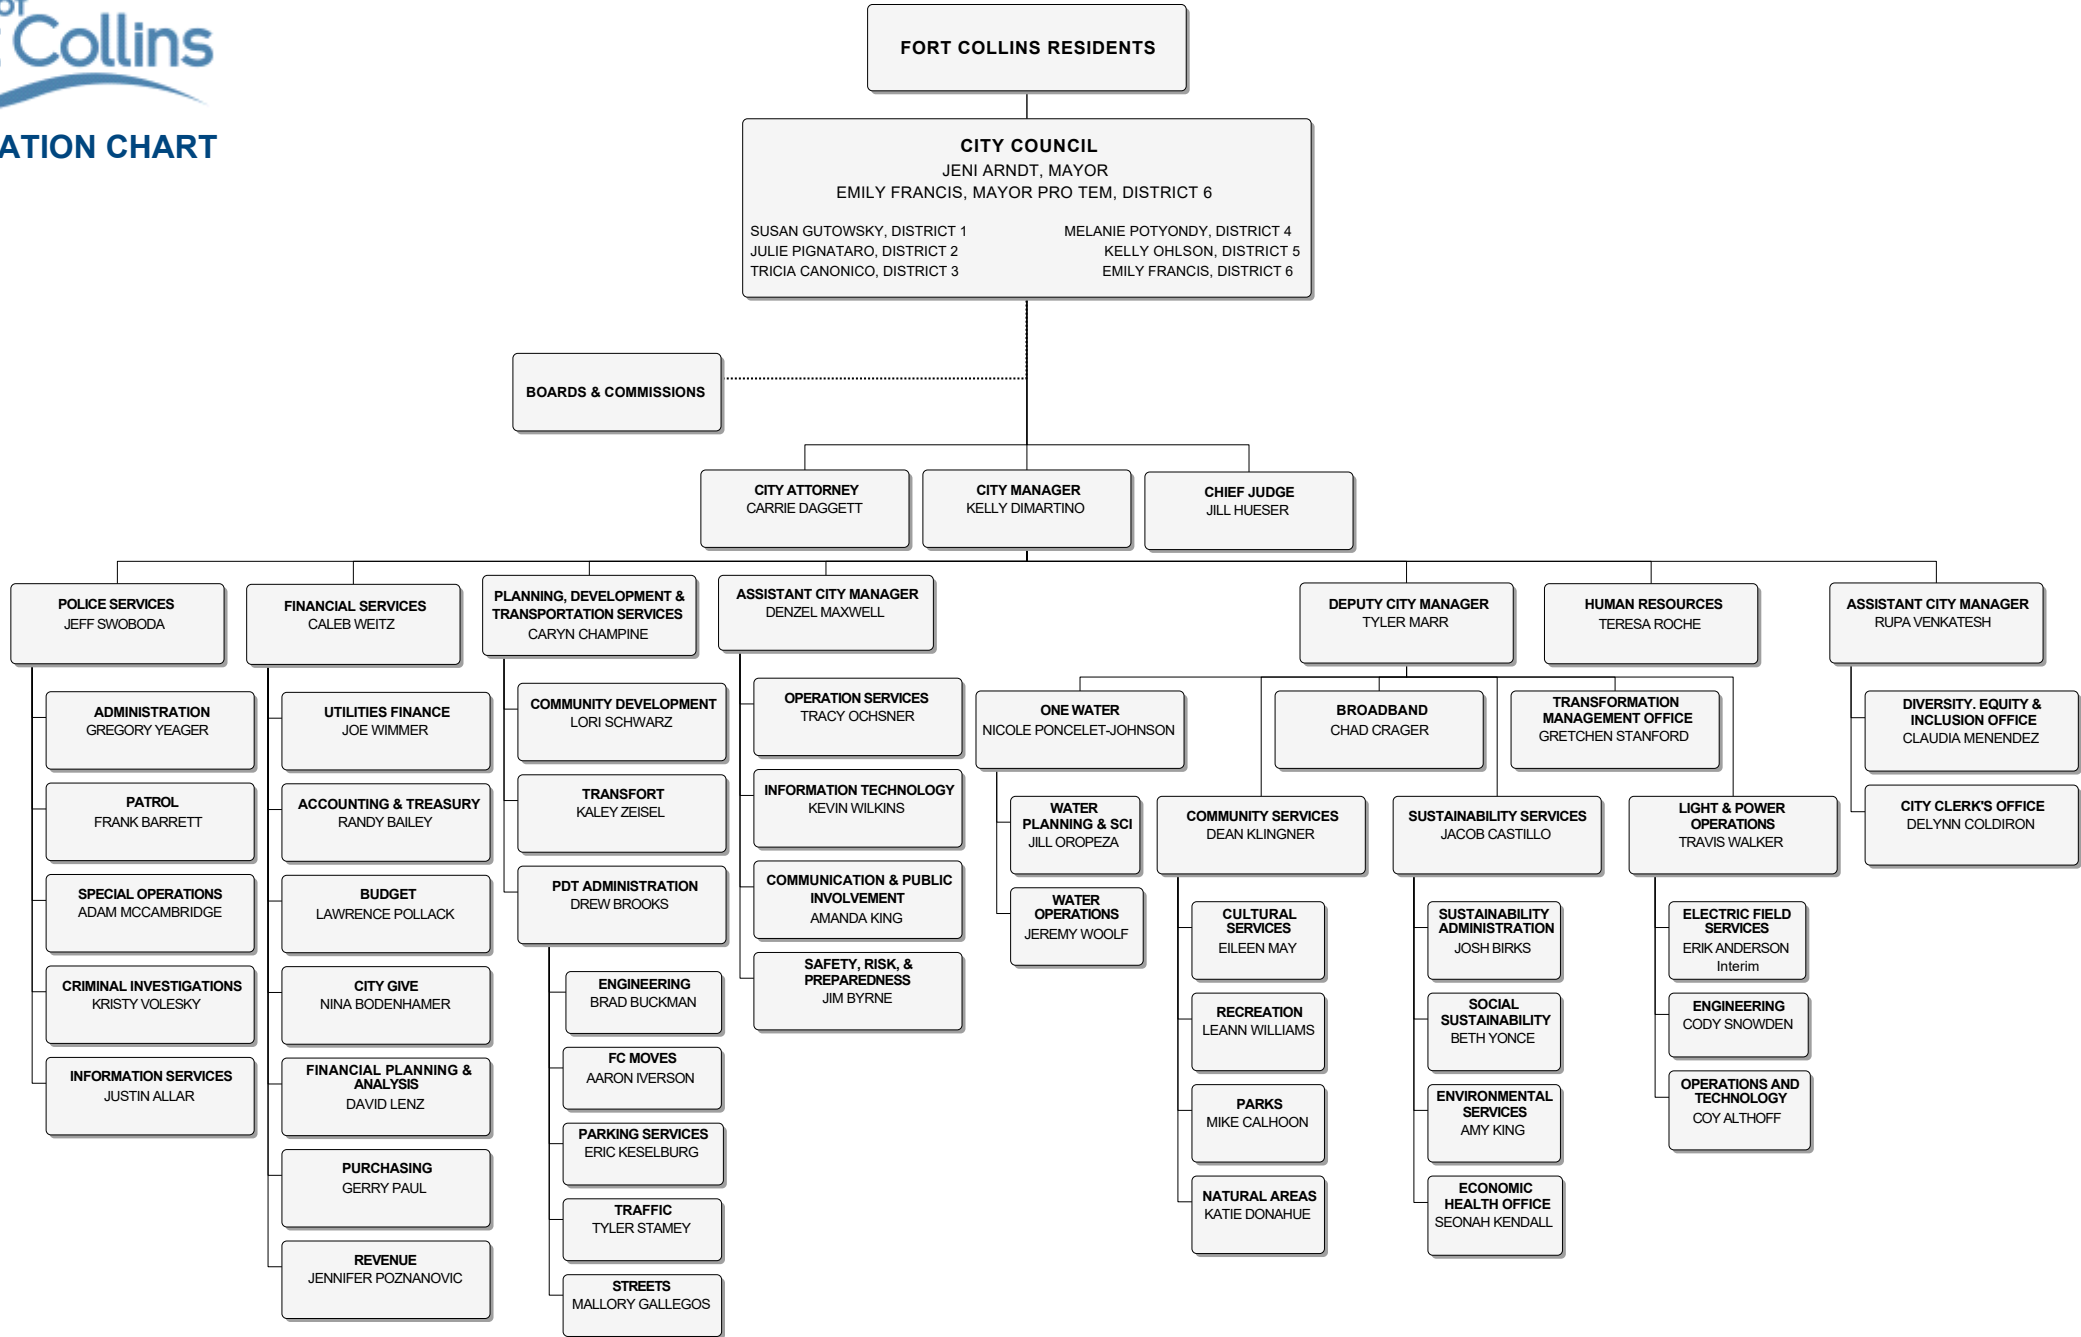 of
Collins
ATION CHART
FORT COLLINS RESIDENTS
CITY COUNCIL
JENI ARNDT, MAYOR
EMILY FRANCIS, MAYOR PRO TEM, DISTRICT 6
SUSAN GUTOWSKY, DISTRICT 1
JULIE PIGNATARO, DISTRICT 2
TRICIA CANONICO, DISTRICT 3
MELANIE POTYONDY, DISTRICT 4
KELLY OHLSON, DISTRICT 5
EMILY FRANCIS, DISTRICT 6
BOARDS & COMMISSIONS
CITY ATTORNEY
CARRIE DAGGETT
CITY MANAGER
KELLY DIMARTINO
CHIEF JUDGE
JILL HUESER
POLICE SERVICES
JEFF SWOBODA
ADMINISTRATION
GREGORY YEAGER
PATROL
FRANK BARRETT
SPECIAL OPERATIONS
ADAM MCCAMBRIDGE
CRIMINAL INVESTIGATIONS
KRISTY VOLESKY
INFORMATION SERVICES
JUSTIN ALLAR
FINANCIAL SERVICES
CALEB WEITZ
UTILITIES FINANCE
JOE WIMMER
ACCOUNTING & TREASURY
RANDY BAILEY
BUDGET
LAWRENCE POLLACK
CITY GIVE
NINA BODENHAMER
FINANCIAL PLANNING &
ANALYSIS
DAVID LENZ
PURCHASING
GERRY PAUL
REVENUE
JENNIFER POZNANOVIC
PLANNING, DEVELOPMENT &
TRANSPORTATION SERVICES
CARYN CHAMPINE
COMMUNITY DEVELOPMENT
LORI SCHWARZ
TRANSFORT
KALEY ZEISEL
PDT ADMINISTRATION
DREW BROOKS
ENGINEERING
BRAD BUCKMAN
FC MOVES
AARON IVERSON
PARKING SERVICES
ERIC KESELBURG
TRAFFIC
TYLER STAMEY
STREETS
MALLORY GALLEGOS
ASSISTANT CITY MANAGER
DENZEL MAXWELL
OPERATION SERVICES
TRACY OCHSNER
INFORMATION TECHNOLOGY
KEVIN WILKINS
COMMUNICATION & PUBLIC
INVOLVEMENT
AMANDA KING
SAFETY, RISK, &
PREPAREDNESS
JIM BYRNE
DEPUTY CITY MANAGER
TYLER MARR
ONE WATER
NICOLE PONCELET-JOHNSON
WATER
PLANNING & SCI
JILL OROPEZA
WATER
OPERATIONS
JEREMY WOOLF
COMMUNITY SERVICES
DEAN KLINGNER
CULTURAL
SERVICES
EILEEN MAY
RECREATION
LEANN WILLIAMS
PARKS
MIKE CALHOON
NATURAL AREAS
KATIE DONAHUE
BROADBAND
CHAD CRAGER
SUSTAINABILITY SERVICES
JACOB CASTILLO
SUSTAINABILITY
ADMINISTRATION
JOSH BIRKS
SOCIAL
SUSTAINABILITY
BETH YONCE
ENVIRONMENTAL
SERVICES
AMY KING
ECONOMIC
HEALTH OFFICE
SEONAH KENDALL
TRANSFORMATION
MANAGEMENT OFFICE
GRETCHEN STANFORD
LIGHT & POWER
OPERATIONS
TRAVIS WALKER
ELECTRIC FIELD
SERVICES
ERIK ANDERSON
Interim
ENGINEERING
CODY SNOWDEN
OPERATIONS AND
TECHNOLOGY
COY ALTHOFF
HUMAN RESOURCES
TERESA ROCHE
ASSISTANT CITY MANAGER
RUPA VENKATESH
DIVERSITY. EQUITY &
INCLUSION OFFICE
CLAUDIA MENENDEZ
CITY CLERK'S OFFICE
DELYNN COLDIRON